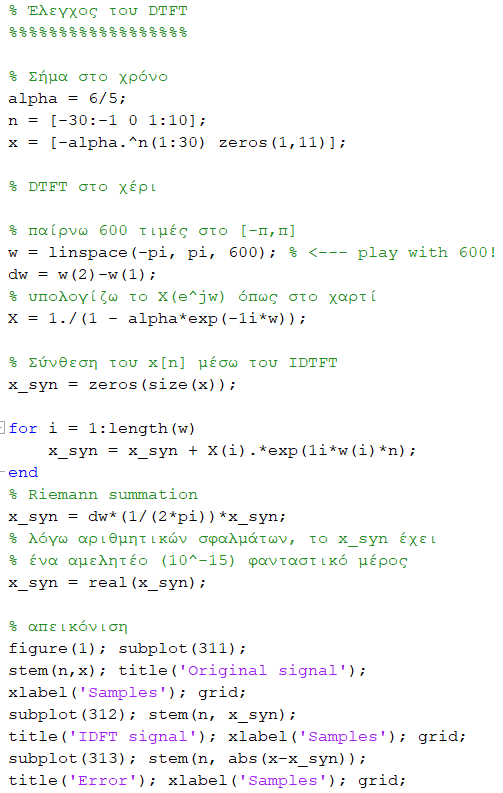 % Έλεγχος του DTFT
%%%%%%%%%%%%%%%%%%
% Σήμα στο χρόνο
alpha = 6/5;
n = [-30:-1 0 1:10];
x = [-alpha.^n(1:30) zeros(1,11)];
% DTFT στο χέρι
% παίρνω 600 τιμές στο [-π,π]
w = linspace(-pi, pi, 600); % <--- play with 600!
dw = w(2)-w(1);
% υπολογίζω το X(e^jw) όπως στο χαρτί
X = 1./(1 - alpha*exp(-1i*w));
% Σύνθεση του x[n] μέσω του IDTFT
x_syn = zeros(size(x));
for i = 1:length(w)
x_syn = x_syn + X(i).*exp(1i*w(i)*n);
end
% Riemann summation
x_syn = dw*(1/(2*pi))*x_syn;
% λόγω αριθμητικών σφαλμάτων, το x_syn έχει
% ένα αμελητέο (10^-15) φανταστικό μέρος
x_syn = real(x_syn);
% απεικόνιση
figure(1); subplot(311);
stem(n,x); title('Original signal');
xlabel('Samples'); grid;
subplot(312); stem(n, x_syn);
title('IDFT signal'); xlabel('Samples'); grid;
subplot(313); stem(n, abs(x-x_syn));
title('Error'); xlabel('Samples'); grid;